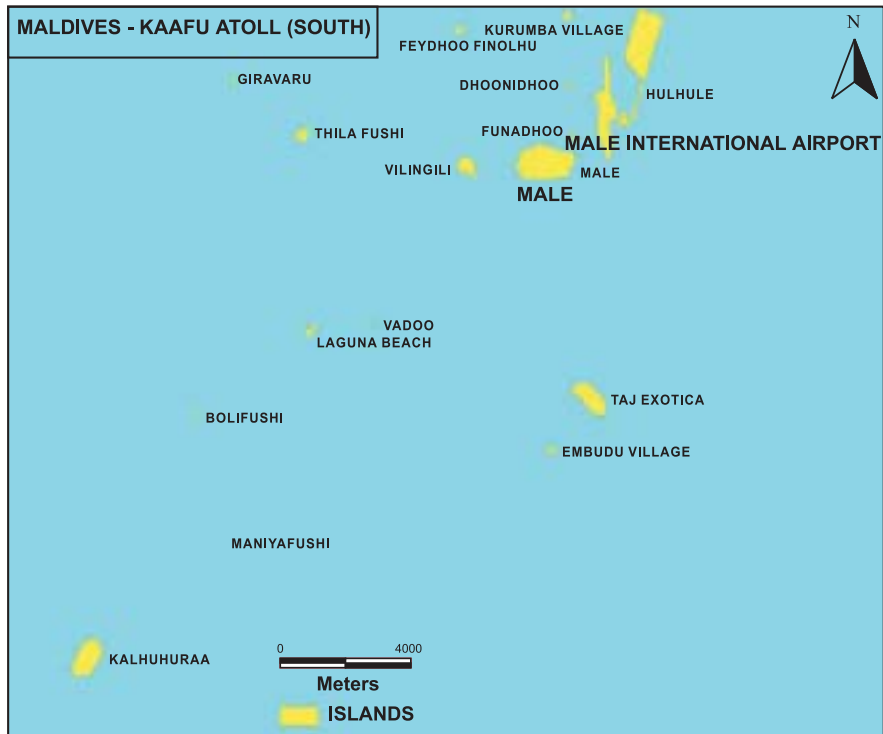 MALDIVES - KAAFU ATOLL (SOUTH)
N
KURUMBA VILLAGE
FEYDHOO FINOLHU
GIRAVARU
DHOONIDHOO
HULHULE
THILA FUSHI
FUNADHOO
MALE INTERNATIONAL AIRPORT
VILINGILI
MALE
MALE
VADOO
LAGUNA BEACH
TAJ EXOTICA
BOLIFUSHI
EMBUDU VILLAGE
MANIYAFUSHI
KALHUHURAA
0 4000
Meters
ISLANDS